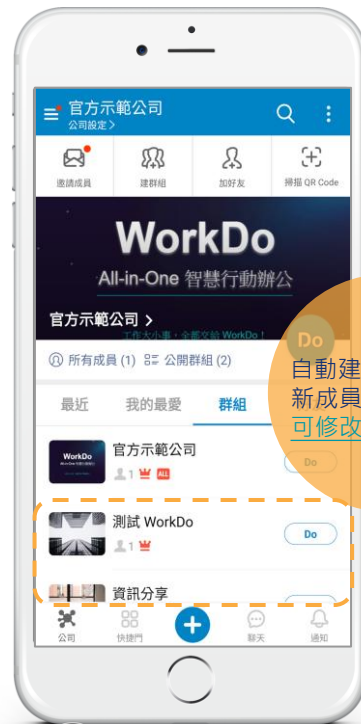 官方示範公司
公司設定 >
邀請成員
建群組
加好友
掃描 QR Code
WorkDo
All-in-One 智慧行動辦公
工作大小事，全都交給 WorkDo！
官方示範公司 >
Do
所有成員 (1) 公開群組 (2)
自動建
新成員
可修改
最近 我的最愛 群組
WorkDo
官方示範公司
1 ALL
Do
測試 WorkDo
1
Do
資訊分享
公司
快捷門
聊天
通知